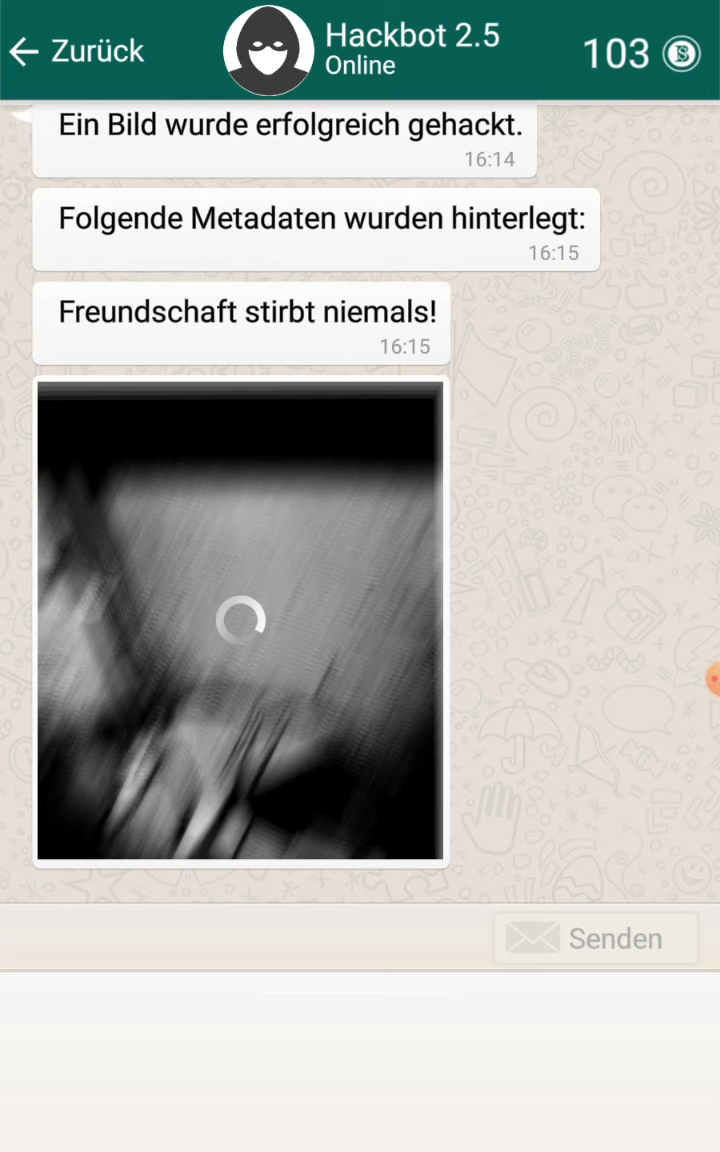 Zurück
Hackbot 2.5
Online
103
Ein Bild wurde erfolgreich gehackt.
16:14
Folgende Metadaten wurden hinterlegt:
16:15
Freundschaft stirbt niemals!
16:15
Senden